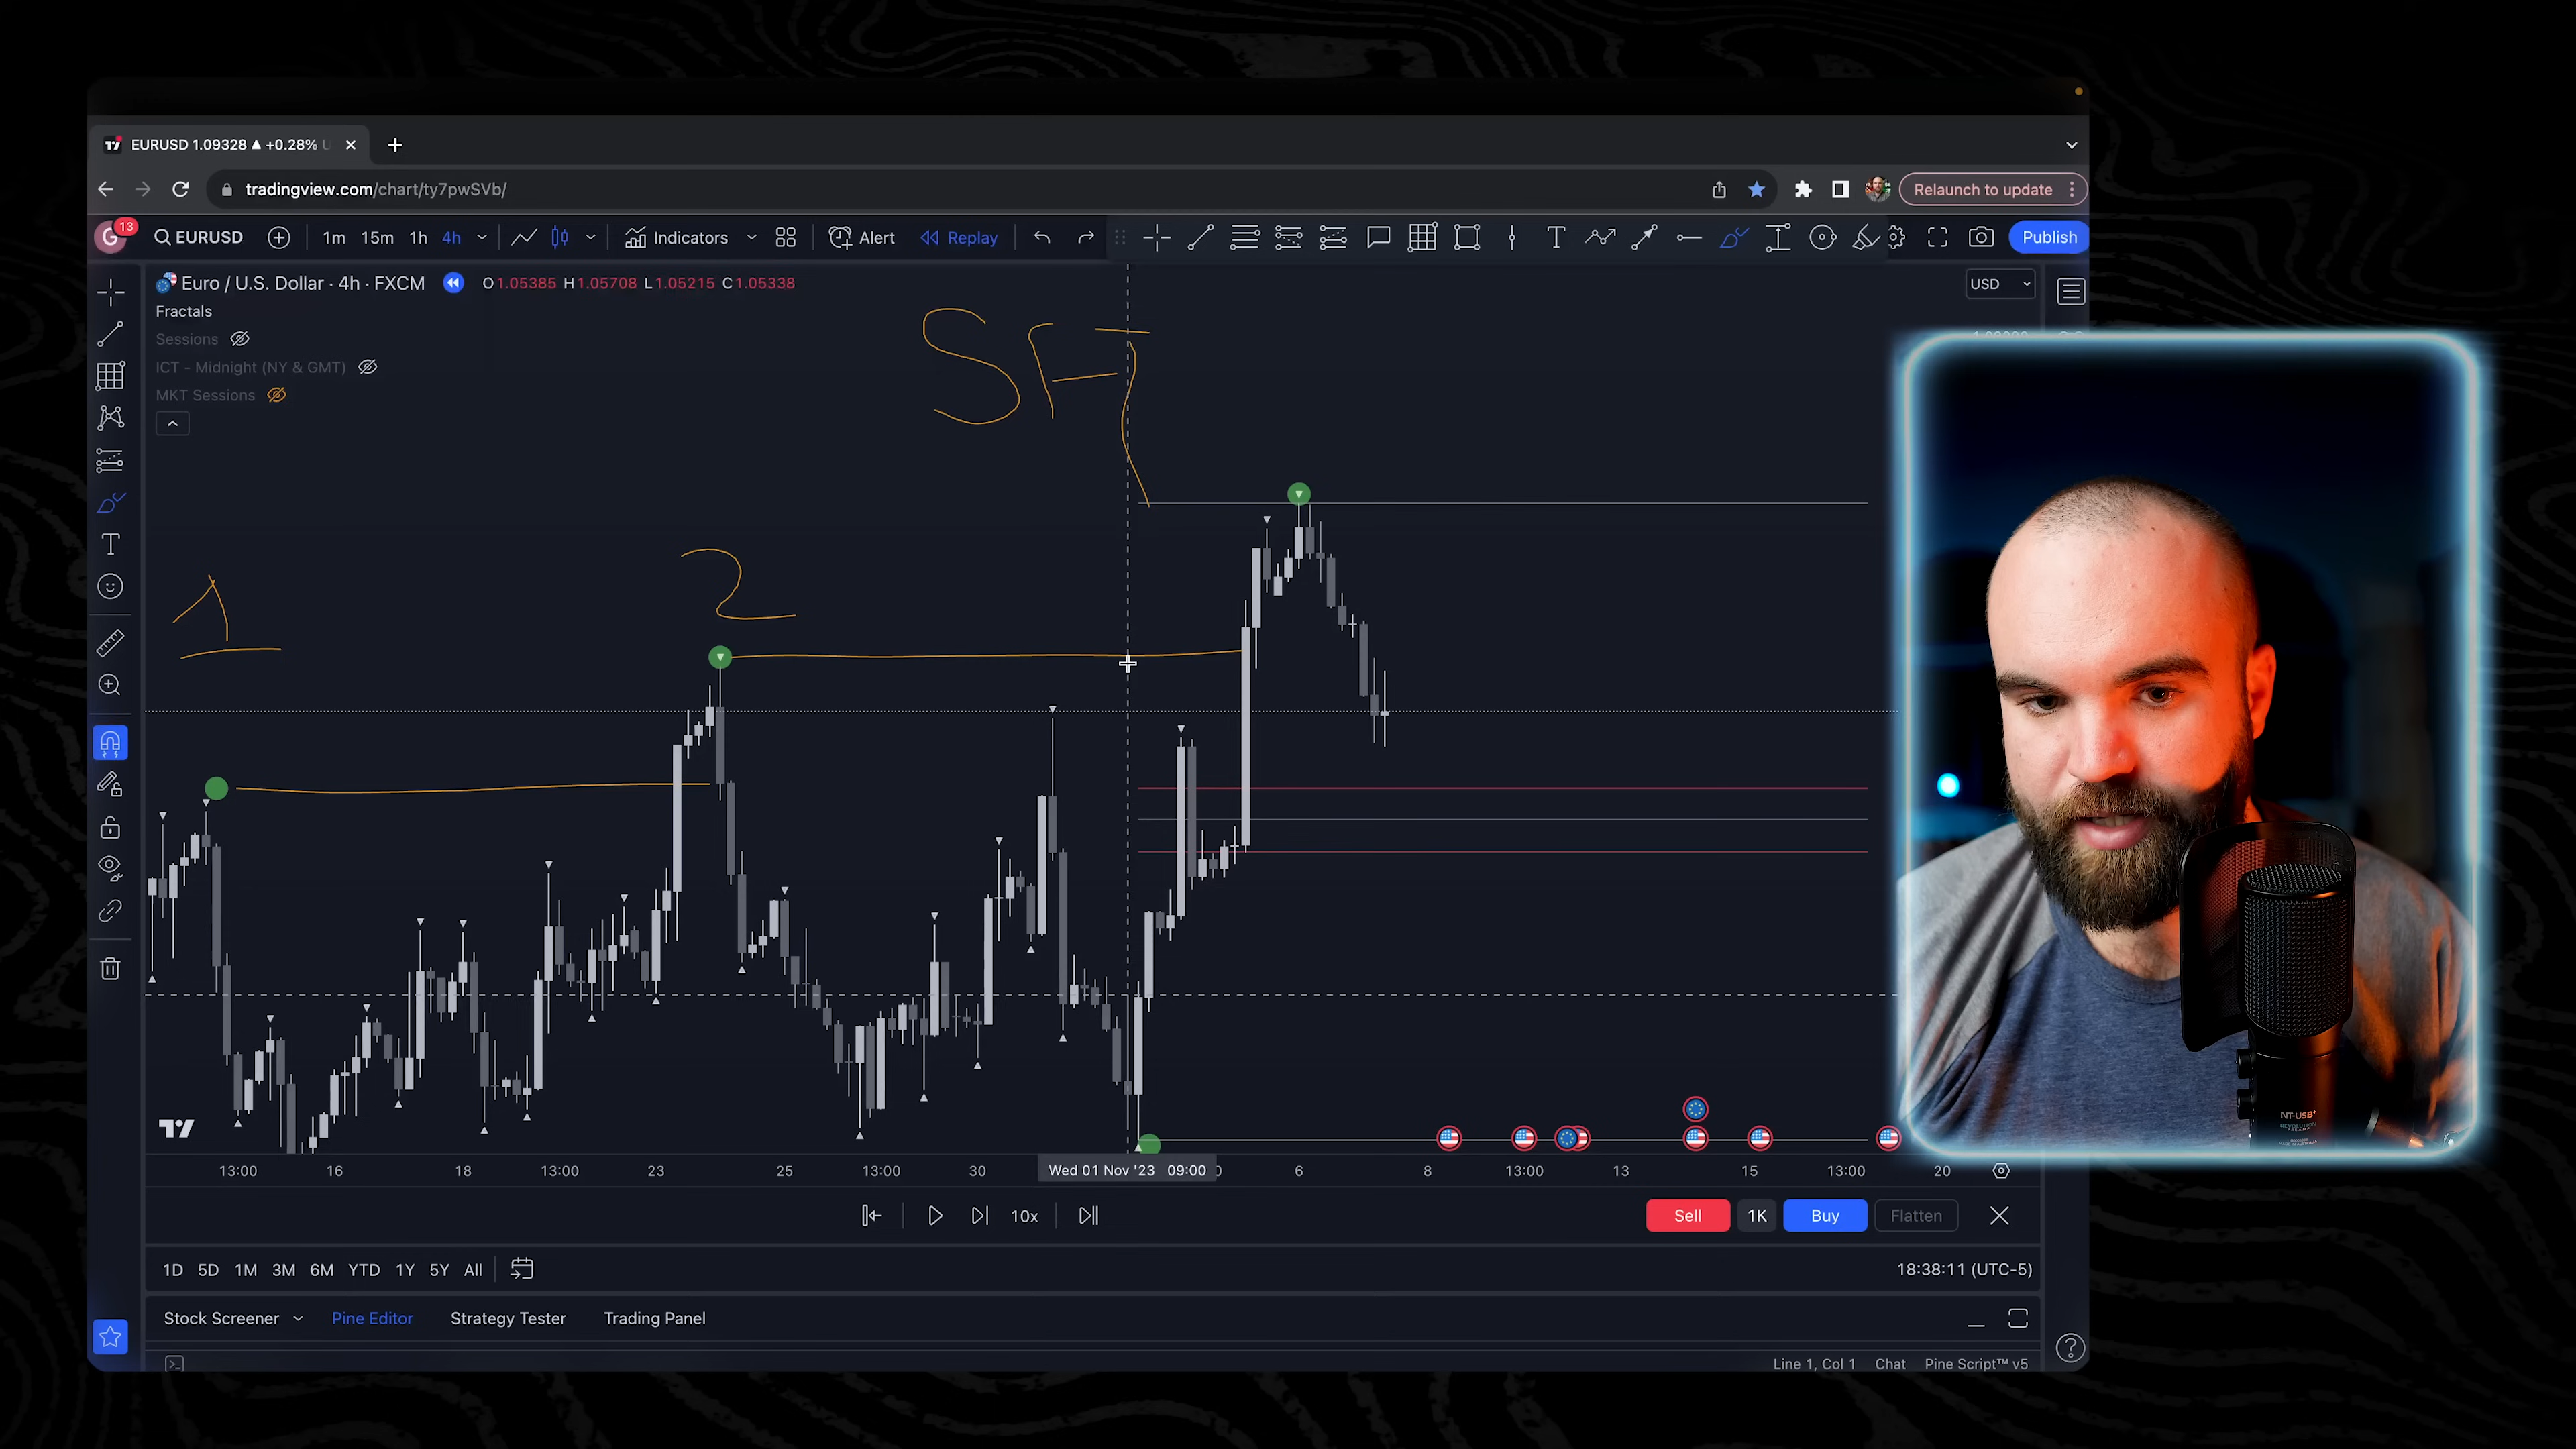 EURUSD 1.09328 ▲ +0.28% U
tradingview.com/chart/ty7pwSVb/
Relaunch to update
G 13 EURUSD 1m 15m 1h 4h Indicators Alert Replay Publish
Euro / U.S. Dollar · 4h · FXCM O1.05385 H1.05708 L1.05215 C1.05338
USD
Fractals
Sessions
ICT - Midnight (NY & GMT)
MKT Sessions
1
2
13:00 16 18 13:00 23 25 13:00 30 Wed 01 Nov '23 09:00 6 8 13:00 13 15 13:00 20
NT-USB+
10x
Sell 1K Buy Flatten
1D 5D 1M 3M 6M YTD 1Y 5Y All
18:38:11 (UTC-5)
Stock Screener Pine Editor Strategy Tester Trading Panel
Line 1, Col 1 Chat Pine Script™ v5